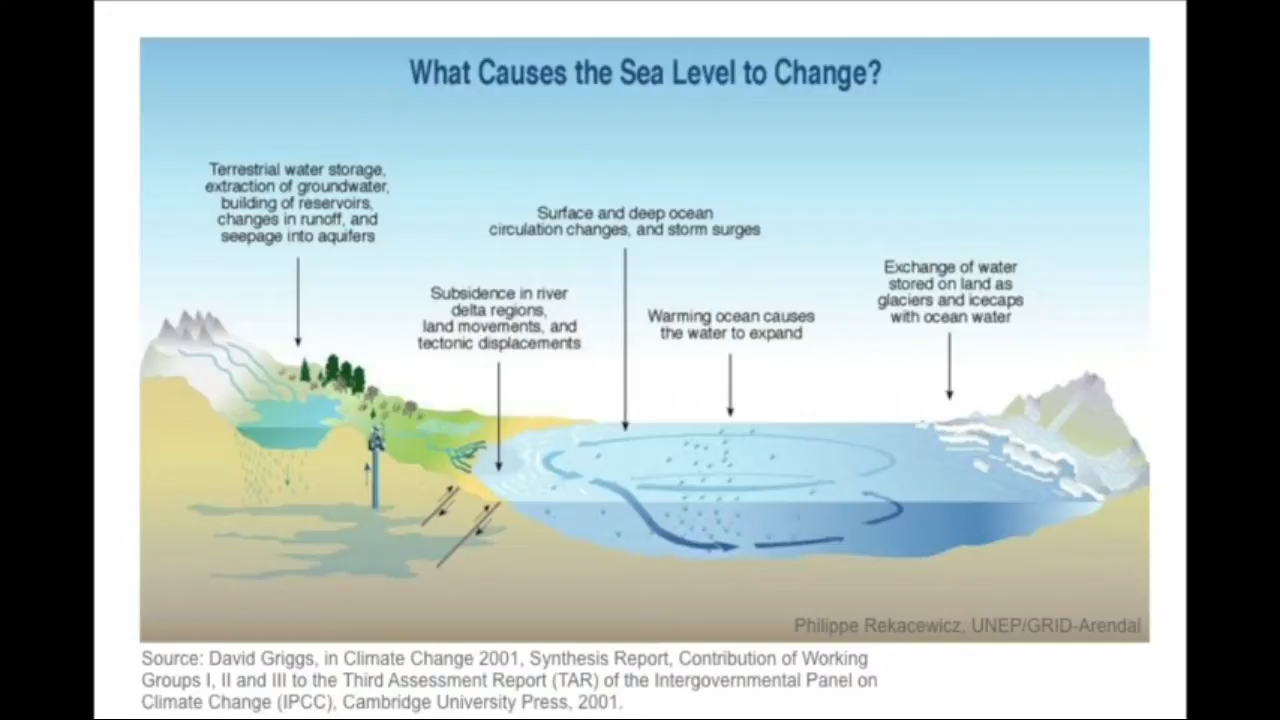 What Causes the Sea Level to Change?
Terrestrial water storage,
extraction of groundwater,
building of reservoirs,
changes in runoff, and
seepage into aquifers
Surface and deep ocean
circulation changes, and storm surges
Subsidence in river
delta regions,
land movements, and
tectonic displacements
Warming ocean causes
the water to expand
Exchange of water
stored on land as
glaciers and icecaps
with ocean water
Philippe Rekacewicz, UNEP/GRID-Arendal
Source: David Griggs, in Climate Change 2001, Synthesis Report, Contribution of Working
Groups I, II and III to the Third Assessment Report (TAR) of the Intergovernmental Panel on
Climate Change (IPCC), Cambridge University Press, 2001.